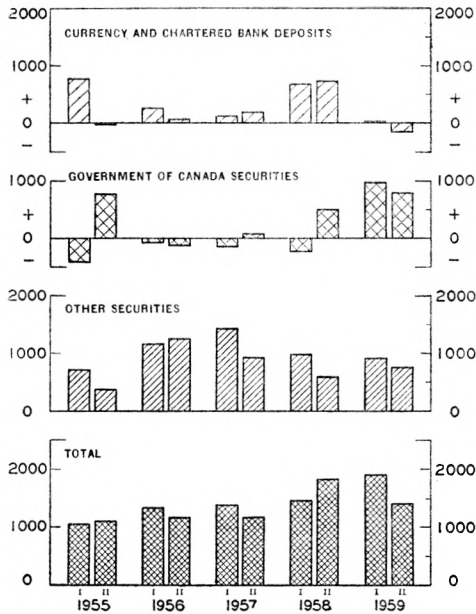 2000 2000
CURRENCY AND CHARTERED BANK DEPOSITS
1000 1000
+ +
0 0
− −
GOVERNMENT OF CANADA SECURITIES
1000 1000
+ +
0 0
− −
2000 2000
OTHER SECURITIES
1000 1000
0 0
TOTAL
2000 2000
1000 1000
0 0
I II I II I II I II I II
1955 1956 1957 1958 1959